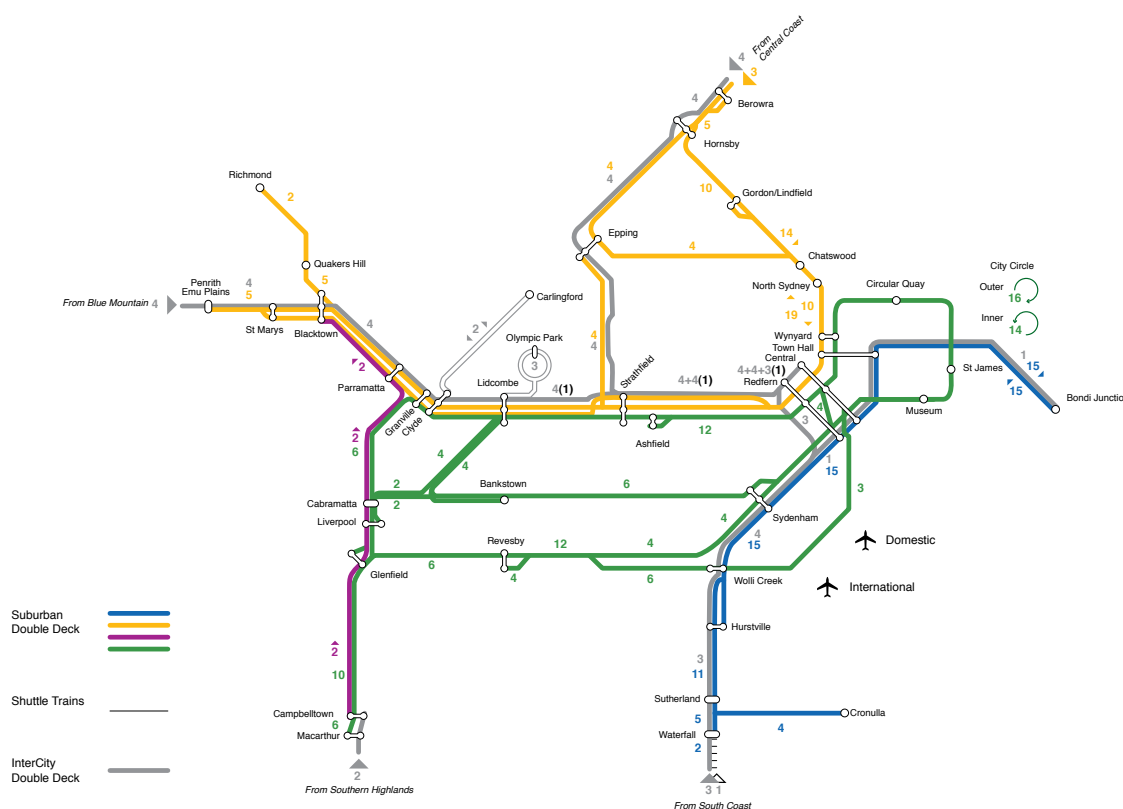 4
From
Central Coast
3
4
Berowra
5
Hornsby
4
4
Richmond
2
10
Gordon/Lindfield
Epping
4
14
Chatswood
Quakers Hill
Penrith
Emu Plains
4
5
5
From Blue Mountain 4
St Marys
Blacktown
4
Carlingford
North Sydney
10
19
Circular Quay
City Circle
Outer
16
Inner
14
2
Olympic Park
3
4
4
Wynyard
Town Hall
Central
Redfern
4+4+3(1)
4+4(1)
4(1)
Strathfield
Lidcombe
2
Parramatta
Granville
Clyde
1
15
15
St James
Bondi Junctio
Museum
4
12
Ashfield
3
2
6
4
4
1
15
2
2
Bankstown
6
3
Cabramatta
Liverpool
Sydenham
4
4
15
Revesby
12
4
6
4
6
Glenfield
Wolli Creek
Domestic
International
Hurstville
Suburban
Double Deck
2
10
3
11
Shuttle Trains
Sutherland
Cronulla
5
4
Campbelltown
6
Macarthur
Waterfall
2
InterCity
Double Deck
2
From Southern Highlands
3 1
From South Coast